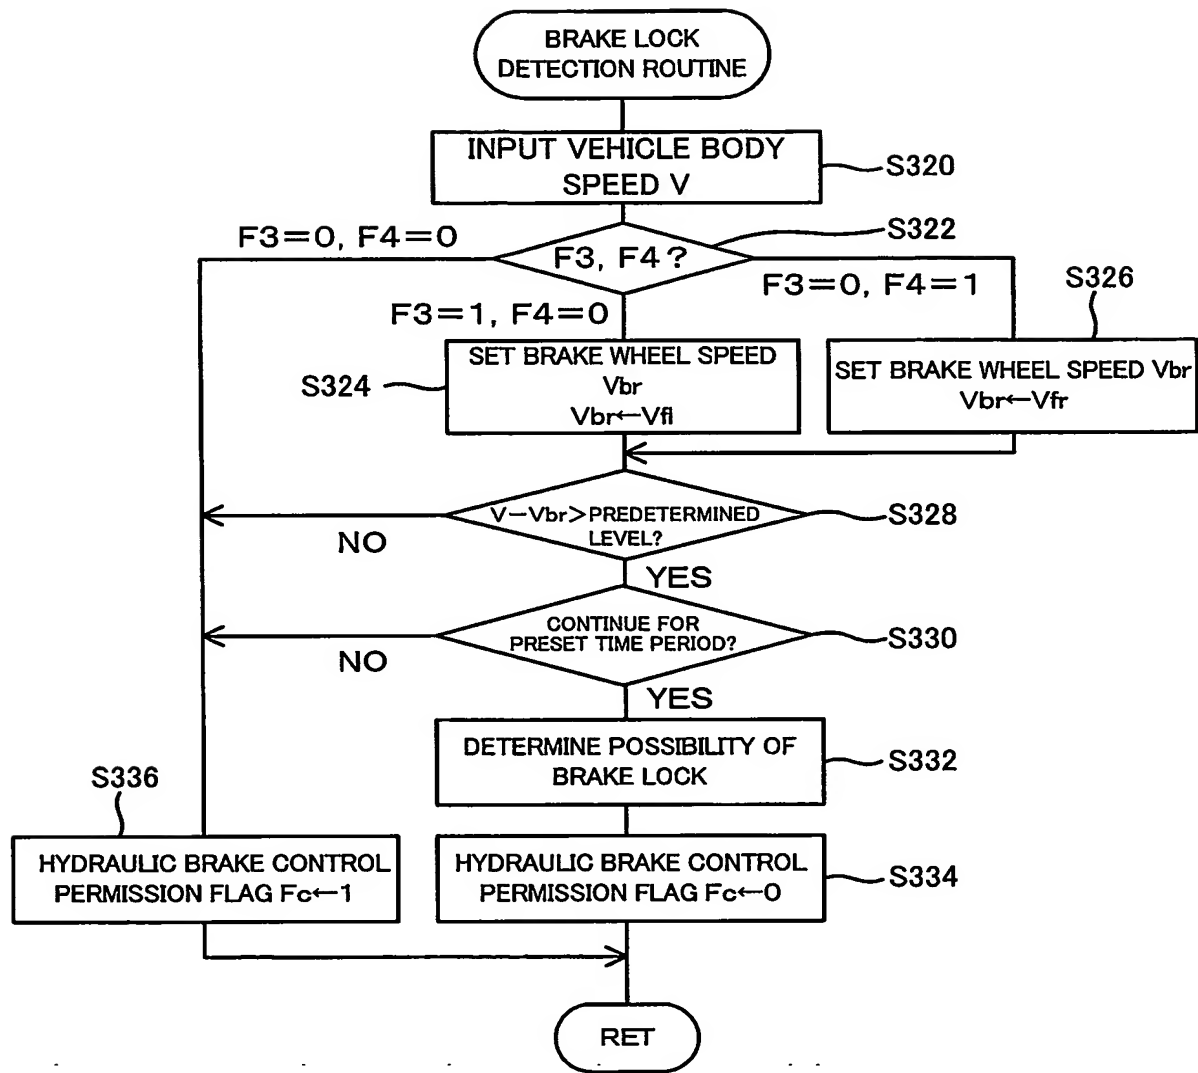 BRAKE LOCK
DETECTION ROUTINE
INPUT VEHICLE BODY
SPEED V
S320
S322
F3=0, F4=0
F3, F4?
F3=0, F4=1
S326
F3=1, F4=0
S324
SET BRAKE WHEEL SPEED
Vbr
Vbr←Vfl
SET BRAKE WHEEL SPEED Vbr
Vbr←Vfr
V−Vbr>PREDETERMINED
LEVEL?
S328
NO
YES
CONTINUE FOR
PRESET TIME PERIOD?
S330
NO
YES
DETERMINE POSSIBILITY OF
BRAKE LOCK
S332
S336
HYDRAULIC BRAKE CONTROL
PERMISSION FLAG Fc←1
HYDRAULIC BRAKE CONTROL
PERMISSION FLAG Fc←0
S334
RET